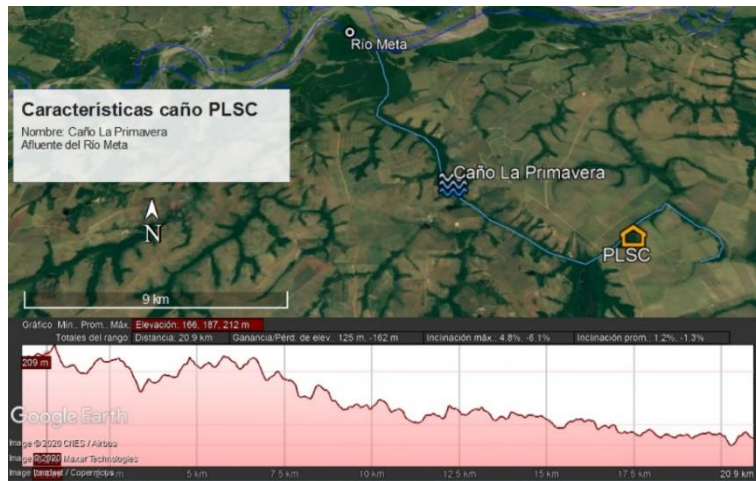 Río Meta
Características caño PLSC
Nombre: Caño La Primavera
Afluente del Río Meta
Caño La Primavera
PLSC
N
9 km
Gráfico Mín., Prom., Máx. Elevación: 166, 187, 212 m
Totales del rango: Distancia: 20.9 km Ganancia/Pérd. de elev.: 125 m, -162 m Inclinación máx.: 4.8%, -6.1% Inclinación prom.: 1.2%, -1.3%
209 m
Google Earth
Image © 2020 CNES / Airbus
Image © 2020 Maxar Technologies
Image Landsat / Copernicus
5 km 7.5 km 10 km 12.5 km 15 km 17.5 km 20.9 km